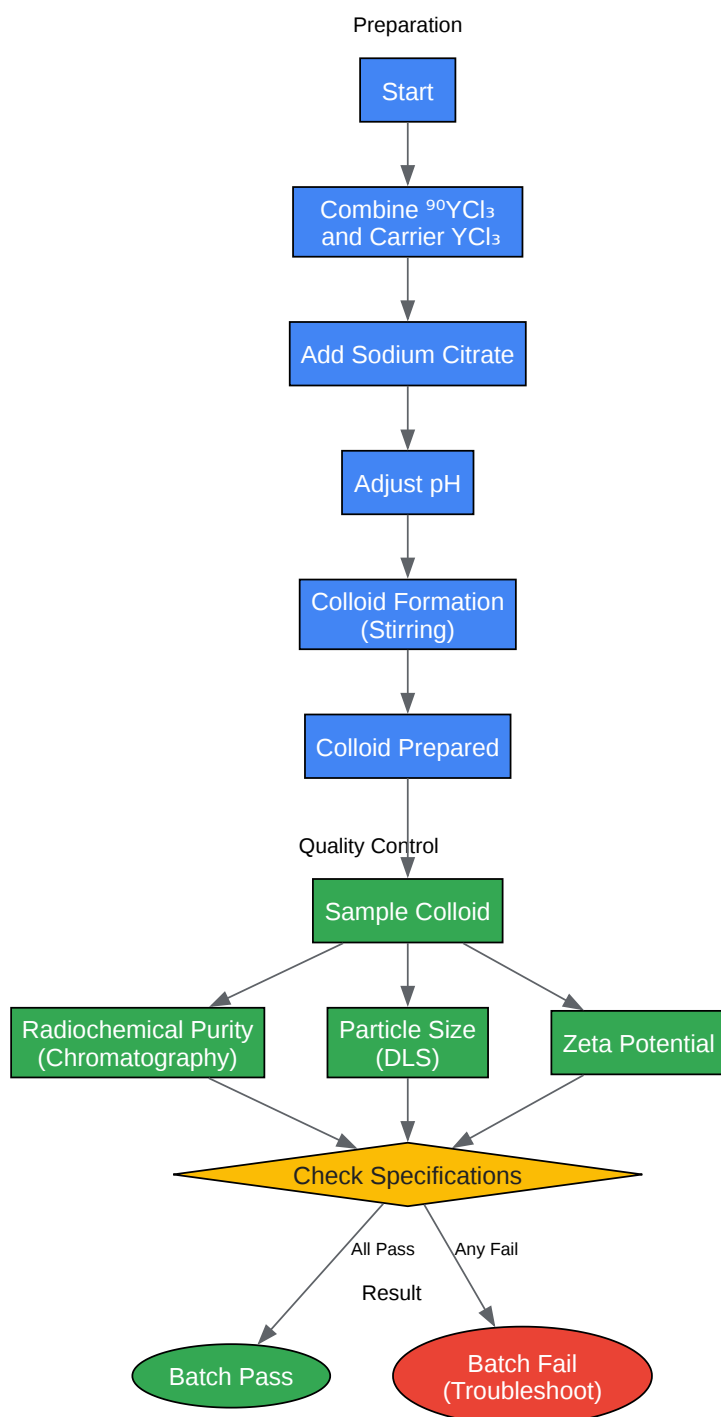 Preparation
Start
Combine ⁹⁰YCl₃
and Carrier YCl₃
Add Sodium Citrate
Adjust pH
Colloid Formation
(Stirring)
Colloid Prepared
Quality Control
Sample Colloid
Radiochemical Purity
(Chromatography)
Particle Size
(DLS)
Zeta Potential
Check Specifications
All Pass
Any Fail
Result
Batch Pass
Batch Fail
(Troubleshoot)